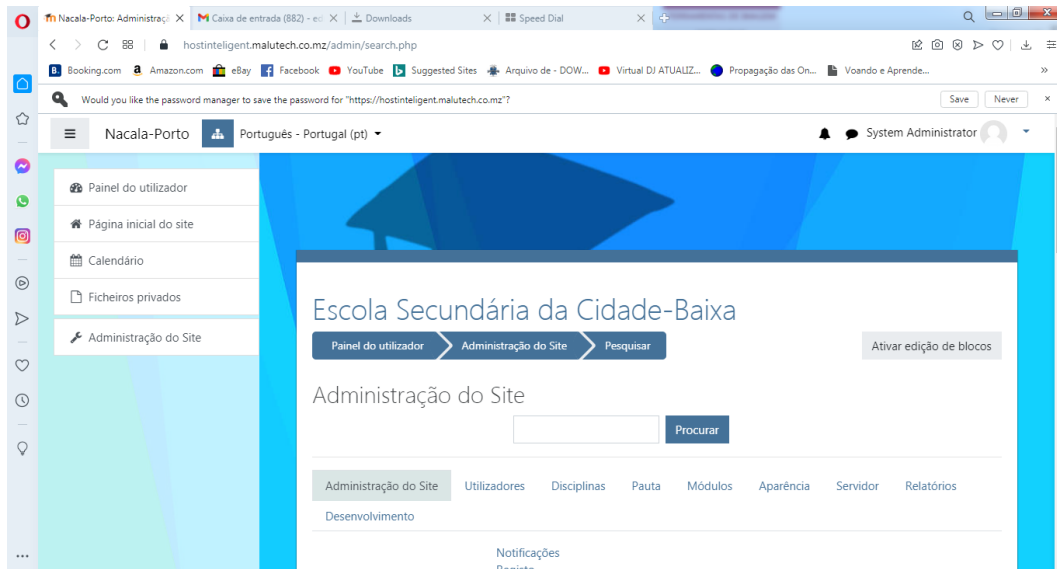 Nacala-Porto: Administraçã
Caixa de entrada (882) - ed
Downloads
Speed Dial
hostinteligent.malutech.co.mz/admin/search.php
B. Booking.com
a Amazon.com
eBay
Facebook
YouTube
Suggested Sites
Arquivo de - DOW...
Virtual DJ ATUALIZ...
Propagação das On...
Voando e Aprende...
Would you like the password manager to save the password for "https://hostinteligent.malutech.co.mz"?
Save
Never
Nacala-Porto
Português - Portugal (pt)
System Administrator
Painel do utilizador
Página inicial do site
Calendário
Ficheiros privados
Administração do Site
Escola Secundária da Cidade-Baixa
Painel do utilizador
Administração do Site
Pesquisar
Ativar edição de blocos
Administração do Site
Procurar
Administração do Site
Utilizadores
Disciplinas
Pauta
Módulos
Aparência
Servidor
Relatórios
Desenvolvimento
Notificações